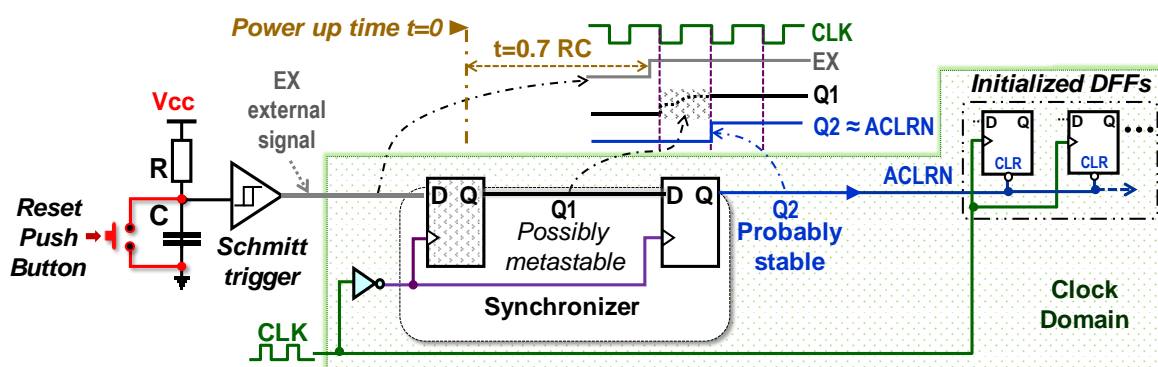 Power up time t=0
CLK
t=0.7 RC
EX
EX
external
signal
Q1
Q2 ≈ ACLRN
Initialized DFFs
Vcc
R
C
D Q
CLR
D Q
CLR
ACLRN
Reset
Push
Button
Schmitt
trigger
D Q
Q1
Possibly
metastable
D Q
Q2
Probably
stable
Synchronizer
CLK
Clock
Domain